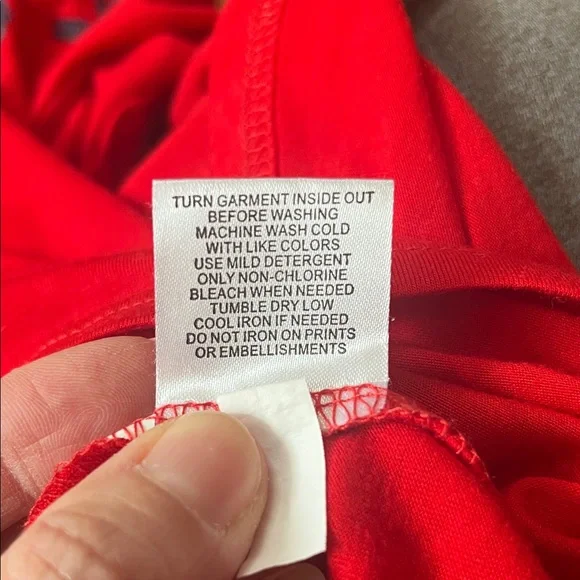 TURN GARMENT INSIDE OUT
BEFORE WASHING
MACHINE WASH COLD
WITH LIKE COLORS
USE MILD DETERGENT
ONLY NON-CHLORINE
BLEACH WHEN NEEDED
TUMBLE DRY LOW
COOL IRON IF NEEDED
DO NOT IRON ON PRINTS
OR EMBELLISHMENTS